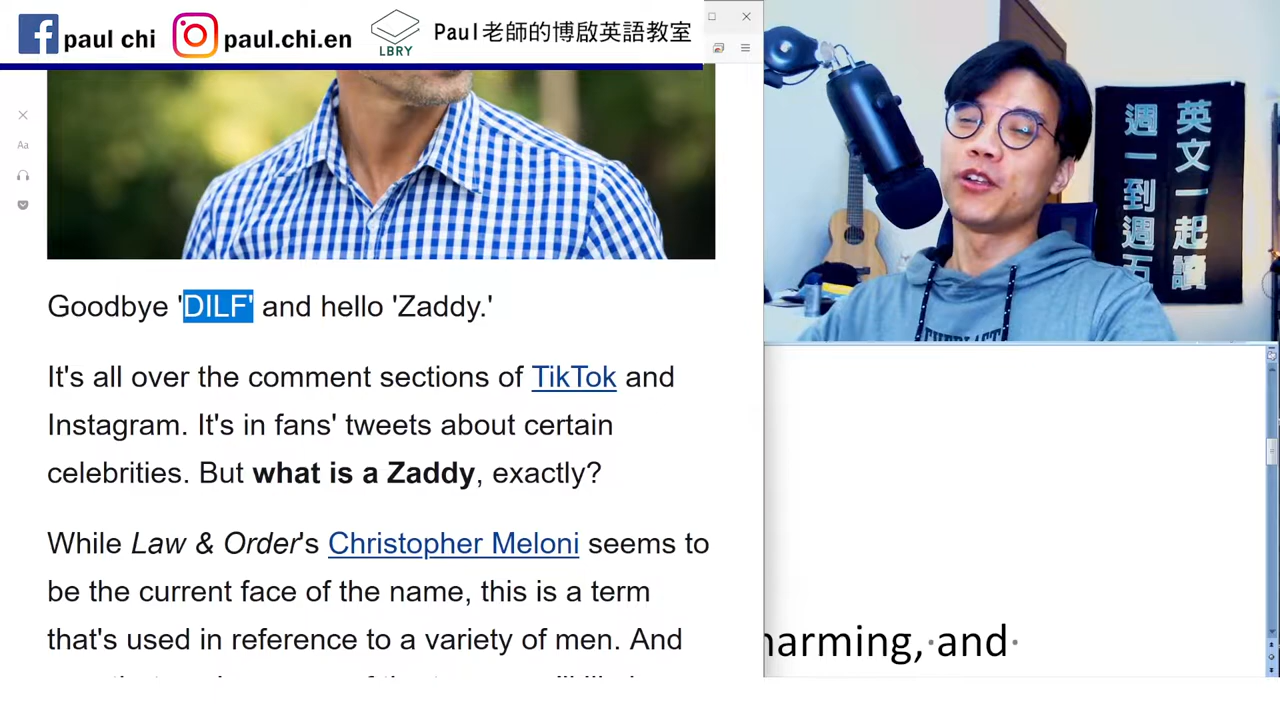 paul chi
paul.chi.en
LBRY
Paul老師的博啟英語教室
Aa
Goodbye 'DILF' and hello 'Zaddy.'
It's all over the comment sections of TikTok and
Instagram. It's in fans' tweets about certain
celebrities. But what is a Zaddy, exactly?
While Law & Order's Christopher Meloni seems to
be the current face of the name, this is a term
that's used in reference to a variety of men. And
英文一起讀
週一到週五
EVERLAST
harming, and